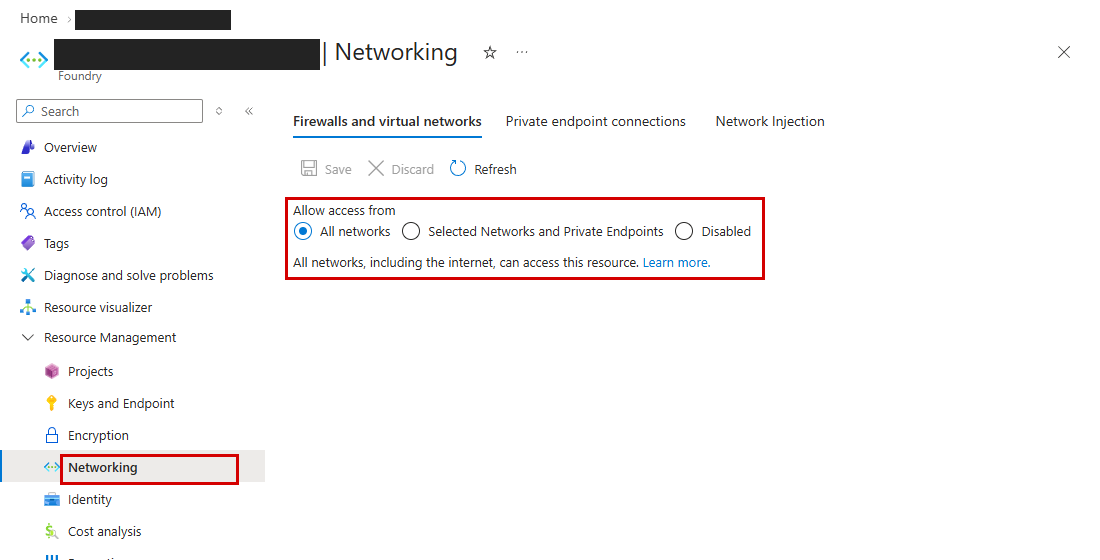 Home
| Networking
Foundry
Search
Overview
Activity log
Access control (IAM)
Tags
Diagnose and solve problems
Resource visualizer
Resource Management
Projects
Keys and Endpoint
Encryption
Networking
Identity
Cost analysis
Firewalls and virtual networks Private endpoint connections Network Injection
Save Discard Refresh
Allow access from
All networks Selected Networks and Private Endpoints Disabled
All networks, including the internet, can access this resource. Learn more.